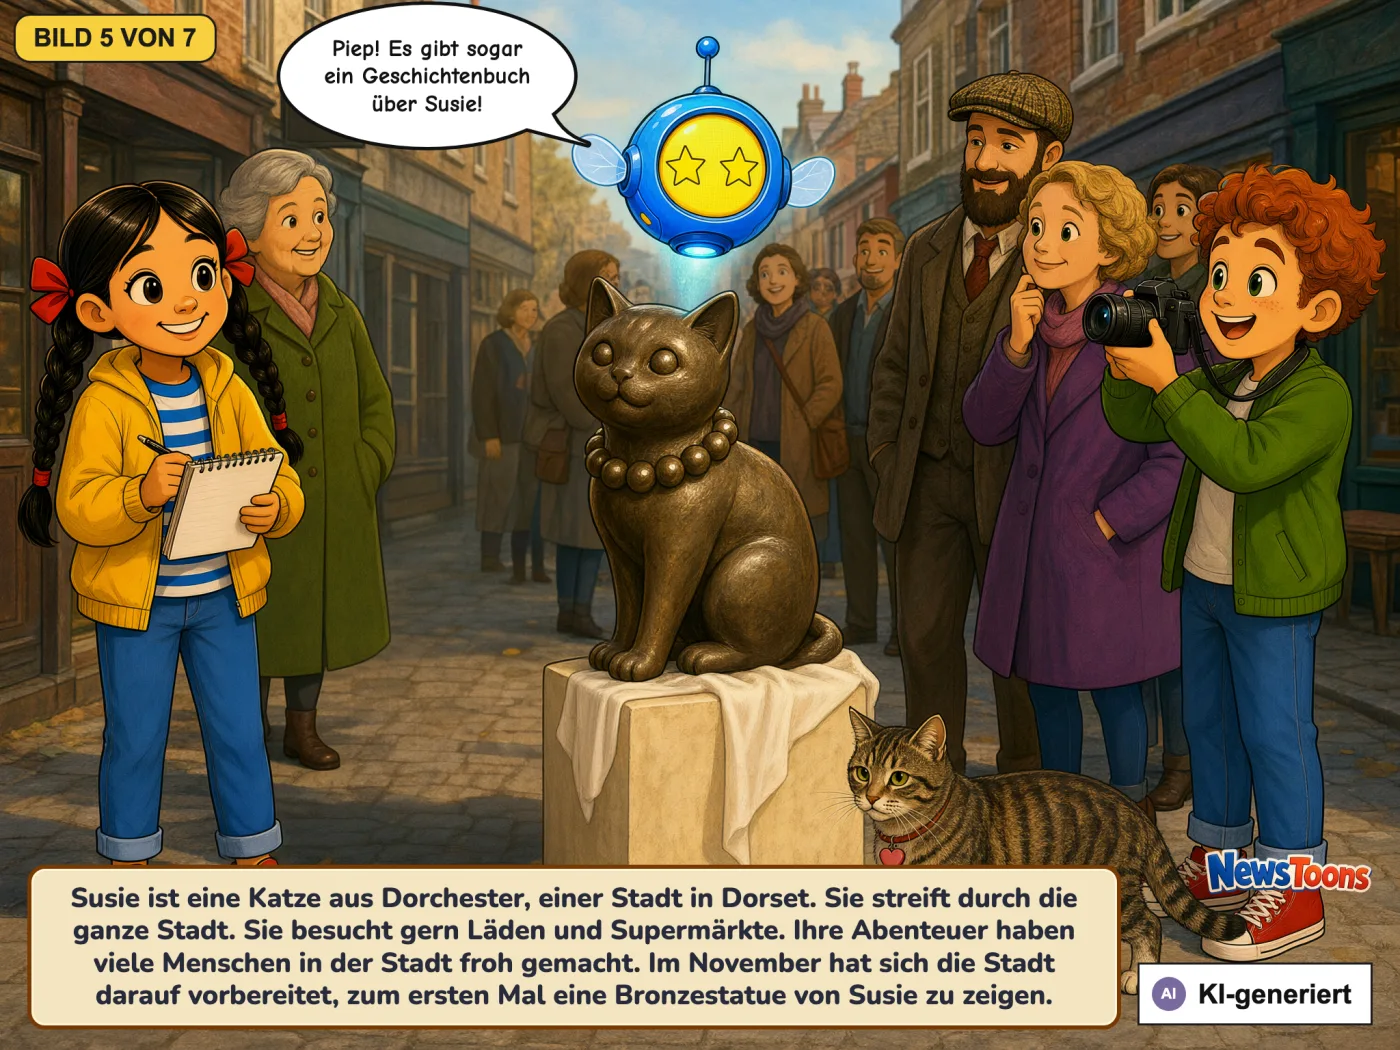 BILD 5 VON 7
Piep! Es gibt sogar
ein Geschichtenbuch
über Susie!
NewsToons
Susie ist eine Katze aus Dorchester, einer Stadt in Dorset. Sie streift durch die
ganze Stadt. Sie besucht gern Läden und Supermärkte. Ihre Abenteuer haben
viele Menschen in der Stadt froh gemacht. Im November hat sich die Stadt
darauf vorbereitet, zum ersten Mal eine Bronzestatue von Susie zu zeigen.
AI KI-generiert